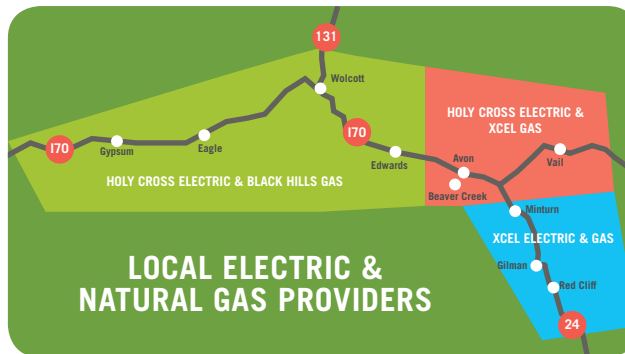 131
Wolcott
HOLY CROSS ELECTRIC &
XCEL GAS
I70
I70
Gypsum
Eagle
Edwards
Avon
Vail
HOLY CROSS ELECTRIC & BLACK HILLS GAS
Beaver Creek
Minturn
XCEL ELECTRIC & GAS
Gilman
Red Cliff
LOCAL ELECTRIC &
NATURAL GAS PROVIDERS
24